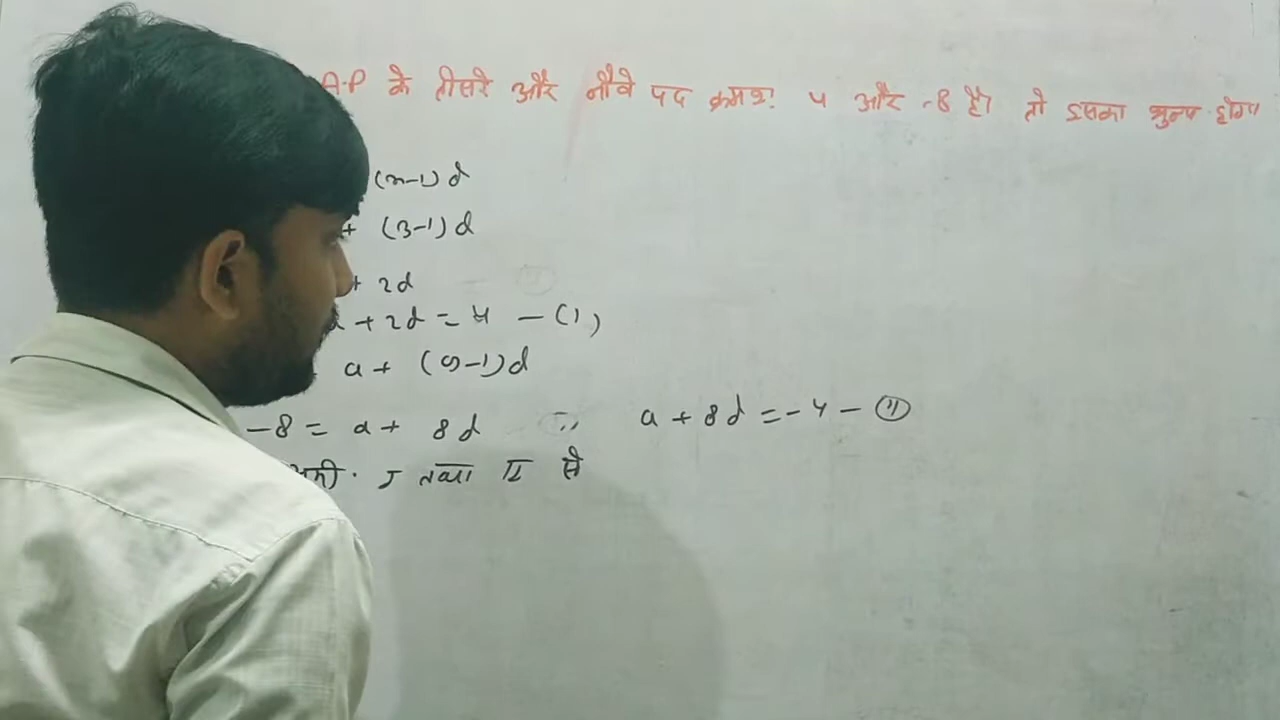 A.P के तीसरे और नौवे पद क्रमशः 4 और -8 है। तो इसका शुन्य होगा
(n-1)d
+ (3-1)d
+ 2d
a + 2d = 4 - (1)
a + (9-1)d
-8 = a + 8d ∵ a + 8d = -4 - (11)
I तथा II से